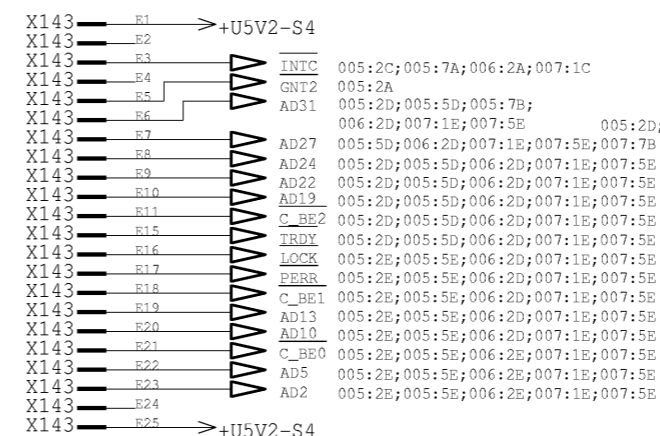 X143 E1 +U5V2-S4
X143 E2
X143 E3 INTC 005:2C;005:7A;006:2A;007:1C
X143 E4 GNT2 005:2A
X143 E5 AD31 005:2D;005:5D;005:7B;
X143 E6 006:2D;007:1E;007:5E 005:2D;
X143 E7 AD27 005:5D;006:2D;007:1E;007:5E;007:7B
X143 E8 AD24 005:2D;005:5D;006:2D;007:1E;007:5E
X143 E9 AD22 005:2D;005:5D;006:2D;007:1E;007:5E
X143 E10 AD19 005:2D;005:5D;006:2D;007:1E;007:5E
X143 E11 C_BE2 005:2D;005:5D;006:2D;007:1E;007:5E
X143 E15 TRDY 005:2D;005:5D;006:2D;007:1E;007:5E
X143 E16 LOCK 005:2E;005:5E;006:2D;007:1E;007:5E
X143 E17 PERR 005:2E;005:5E;006:2D;007:1E;007:5E
X143 E18 C_BE1 005:2E;005:5E;006:2D;007:1E;007:5E
X143 E19 AD13 005:2E;005:5E;006:2D;007:1E;007:5E
X143 E20 AD10 005:2E;005:5E;006:2D;007:1E;007:5E
X143 E21 C_BE0 005:2E;005:5E;006:2E;007:1E;007:5E
X143 E22 AD5 005:2E;005:5E;006:2E;007:1E;007:5E
X143 E23 AD2 005:2E;005:5E;006:2E;007:1E;007:5E
X143 E24
X143 E25 +U5V2-S4